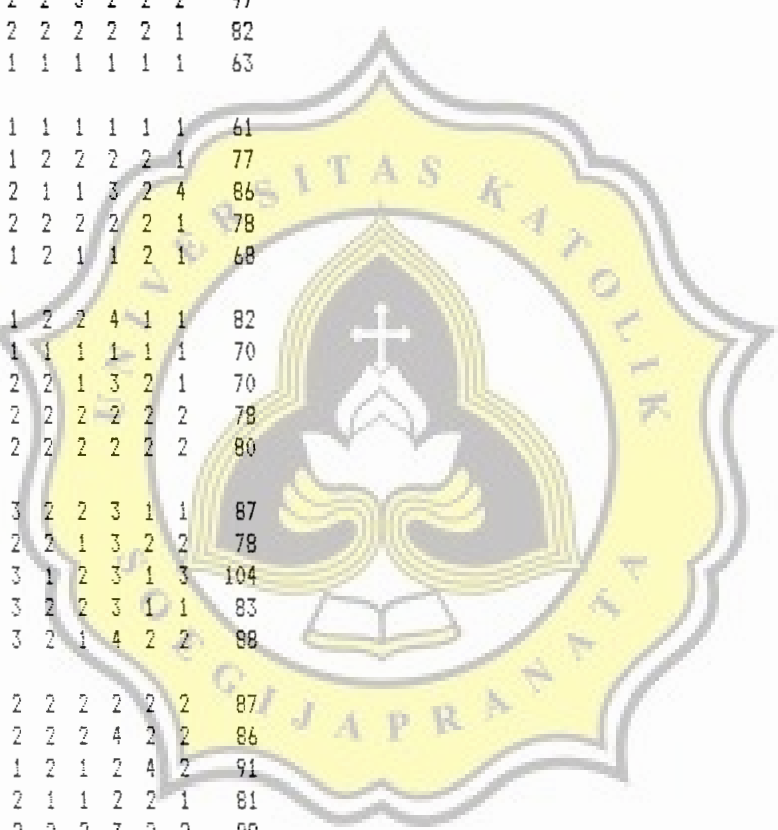 2 2 3 2 2 2 97
2 2 2 2 2 1 82
1 1 1 1 1 1 63
1 1 1 1 1 1 61
1 2 2 2 2 1 77
2 1 1 3 2 4 86
2 2 2 2 2 1 78
1 2 1 1 2 1 68
1 2 2 4 1 1 82
1 1 1 1 1 1 70
2 2 1 3 2 1 70
2 2 2 2 2 2 78
2 2 2 2 2 2 80
3 2 2 3 1 1 87
2 2 1 3 2 2 78
3 1 2 3 1 3 104
3 2 2 3 1 1 83
3 2 1 4 2 2 88
2 2 2 2 2 2 87
2 2 2 4 2 2 86
1 2 1 2 4 2 91
2 1 1 2 2 1 81
UNIVERSITAS KATOLIK
SOEGIJAPRANATA